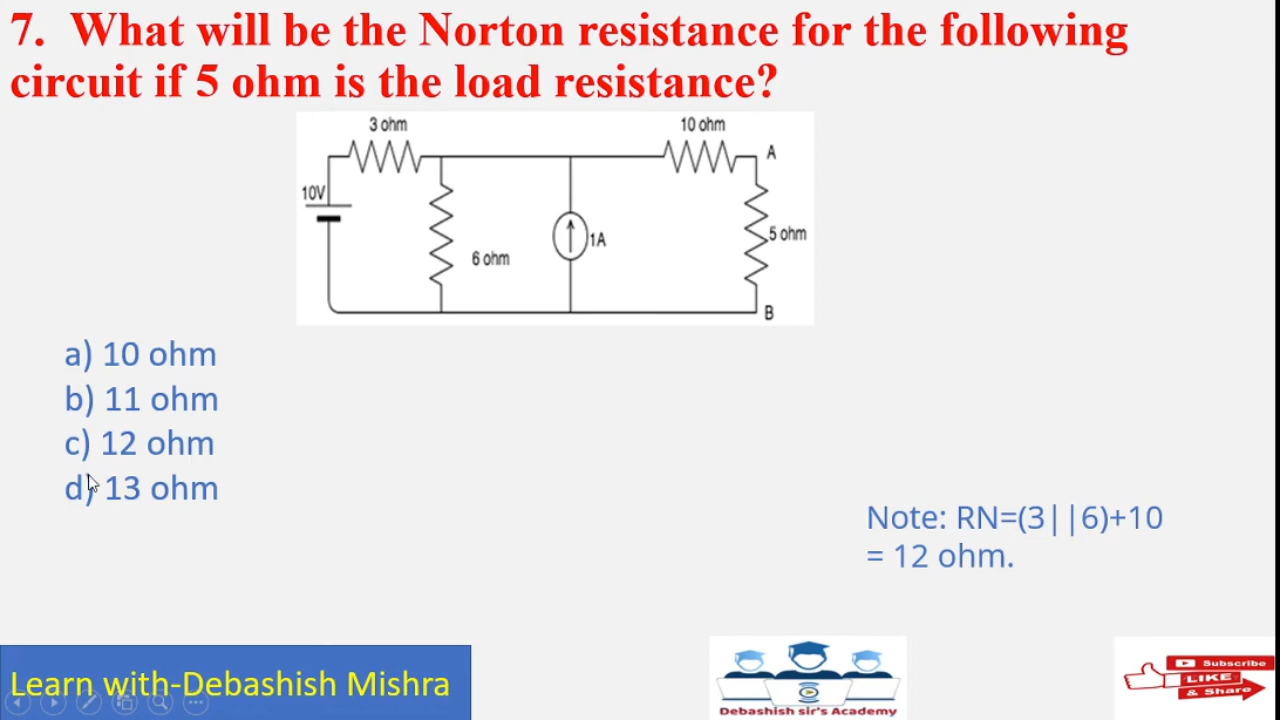 7. What will be the Norton resistance for the following
circuit if 5 ohm is the load resistance?
3 ohm
10 ohm
A
10V
1A
5 ohm
6 ohm
B
a) 10 ohm
b) 11 ohm
c) 12 ohm
d) 13 ohm
Note: RN=(3||6)+10
= 12 ohm.
Learn with-Debashish Mishra
Debashish sir's Academy
Subscribe
LIKE
& Share